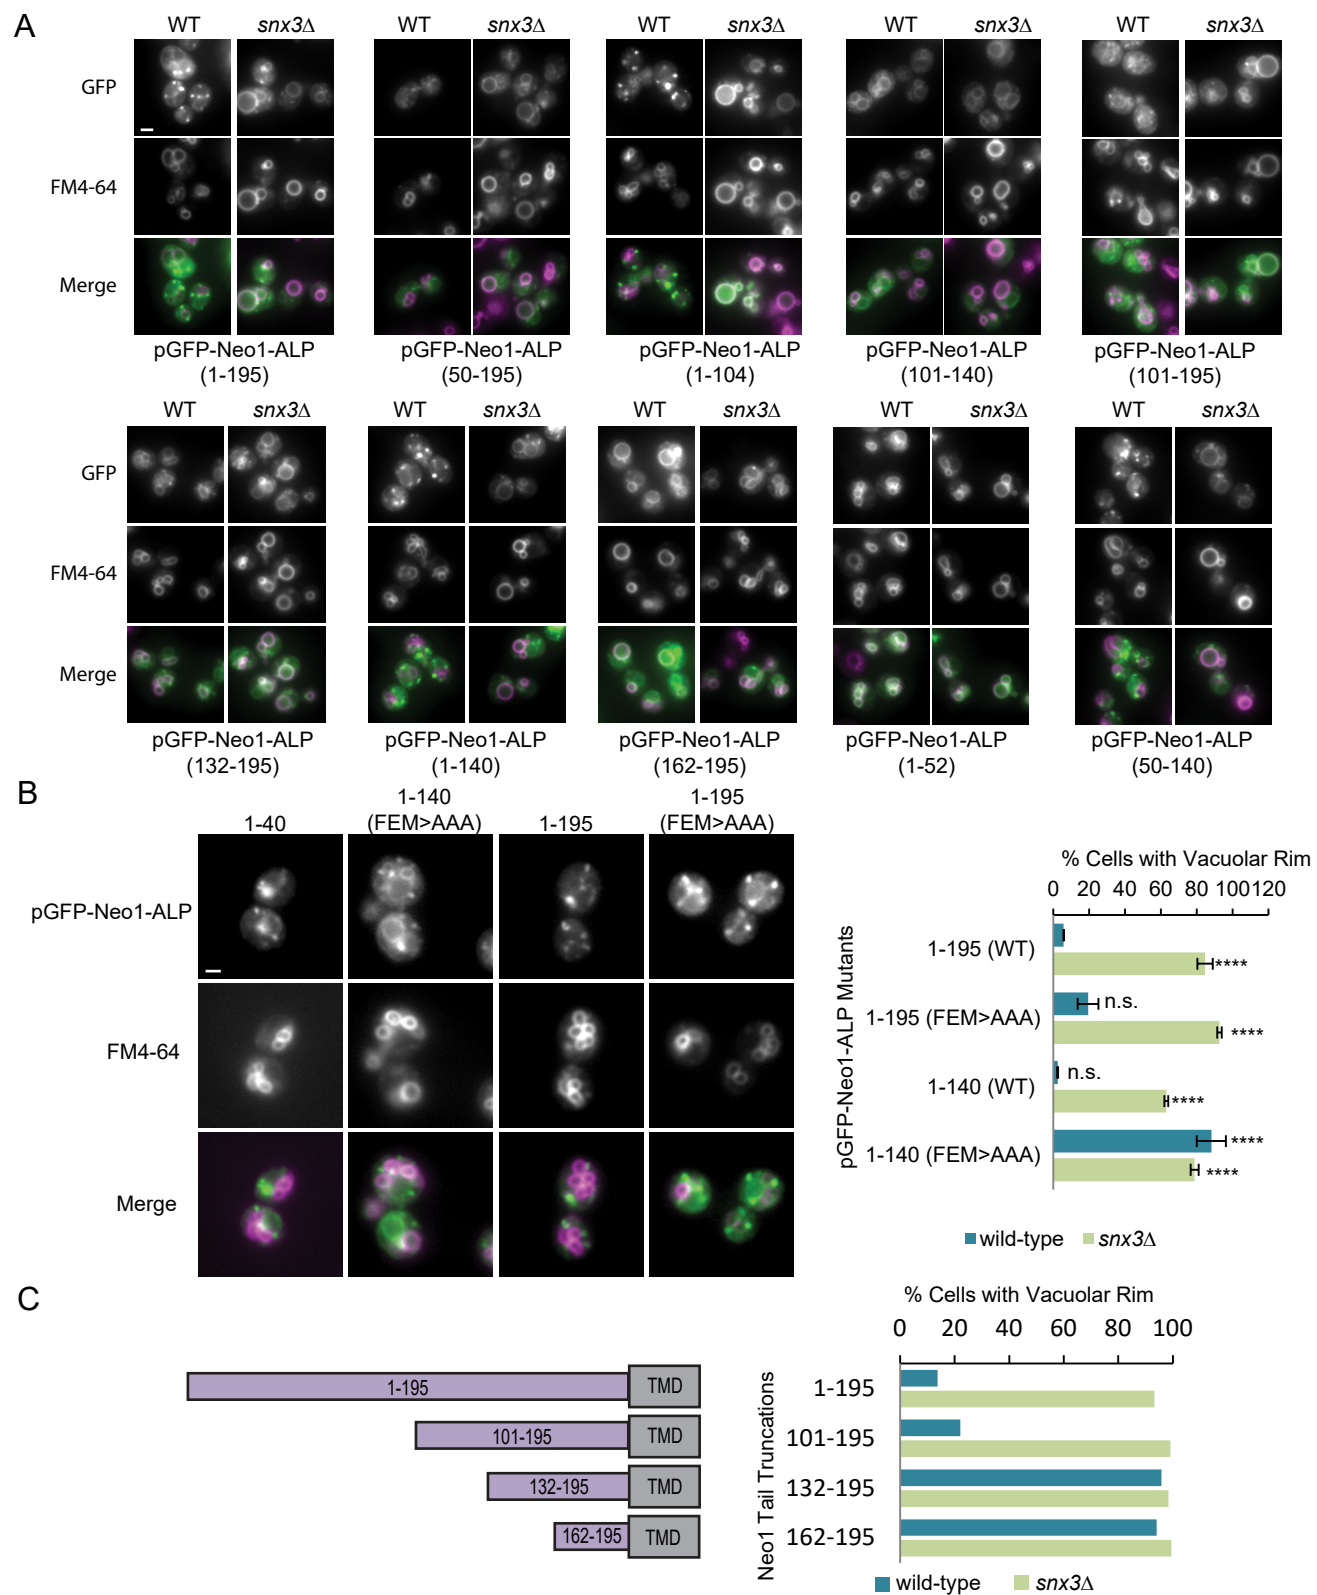 A
WT snx3Δ WT snx3Δ WT snx3Δ WT snx3Δ WT snx3Δ
GFP
FM4-64
Merge
pGFP-Neo1-ALP pGFP-Neo1-ALP pGFP-Neo1-ALP pGFP-Neo1-ALP pGFP-Neo1-ALP
(1-195) (50-195) (1-104) (101-140) (101-195)
WT snx3Δ WT snx3Δ WT snx3Δ WT snx3Δ WT snx3Δ
GFP
FM4-64
Merge
pGFP-Neo1-ALP pGFP-Neo1-ALP pGFP-Neo1-ALP pGFP-Neo1-ALP pGFP-Neo1-ALP
(132-195) (1-140) (162-195) (1-52) (50-140)
B
1-40
1-140
(FEM>AAA)
1-195
1-195
(FEM>AAA)
pGFP-Neo1-ALP
FM4-64
Merge
% Cells with Vacuolar Rim
0 20 40 60 80 100 120
pGFP-Neo1-ALP Mutants
1-195 (WT)
****
1-195 (FEM>AAA)
n.s.
****
1-140 (WT)
n.s.
****
1-140 (FEM>AAA)
****
****
wild-type snx3Δ
C
1-195 TMD
101-195 TMD
132-195 TMD
162-195 TMD
% Cells with Vacuolar Rim
0 20 40 60 80 100
Neo1 Tail Truncations
1-195
101-195
132-195
162-195
wild-type snx3Δ